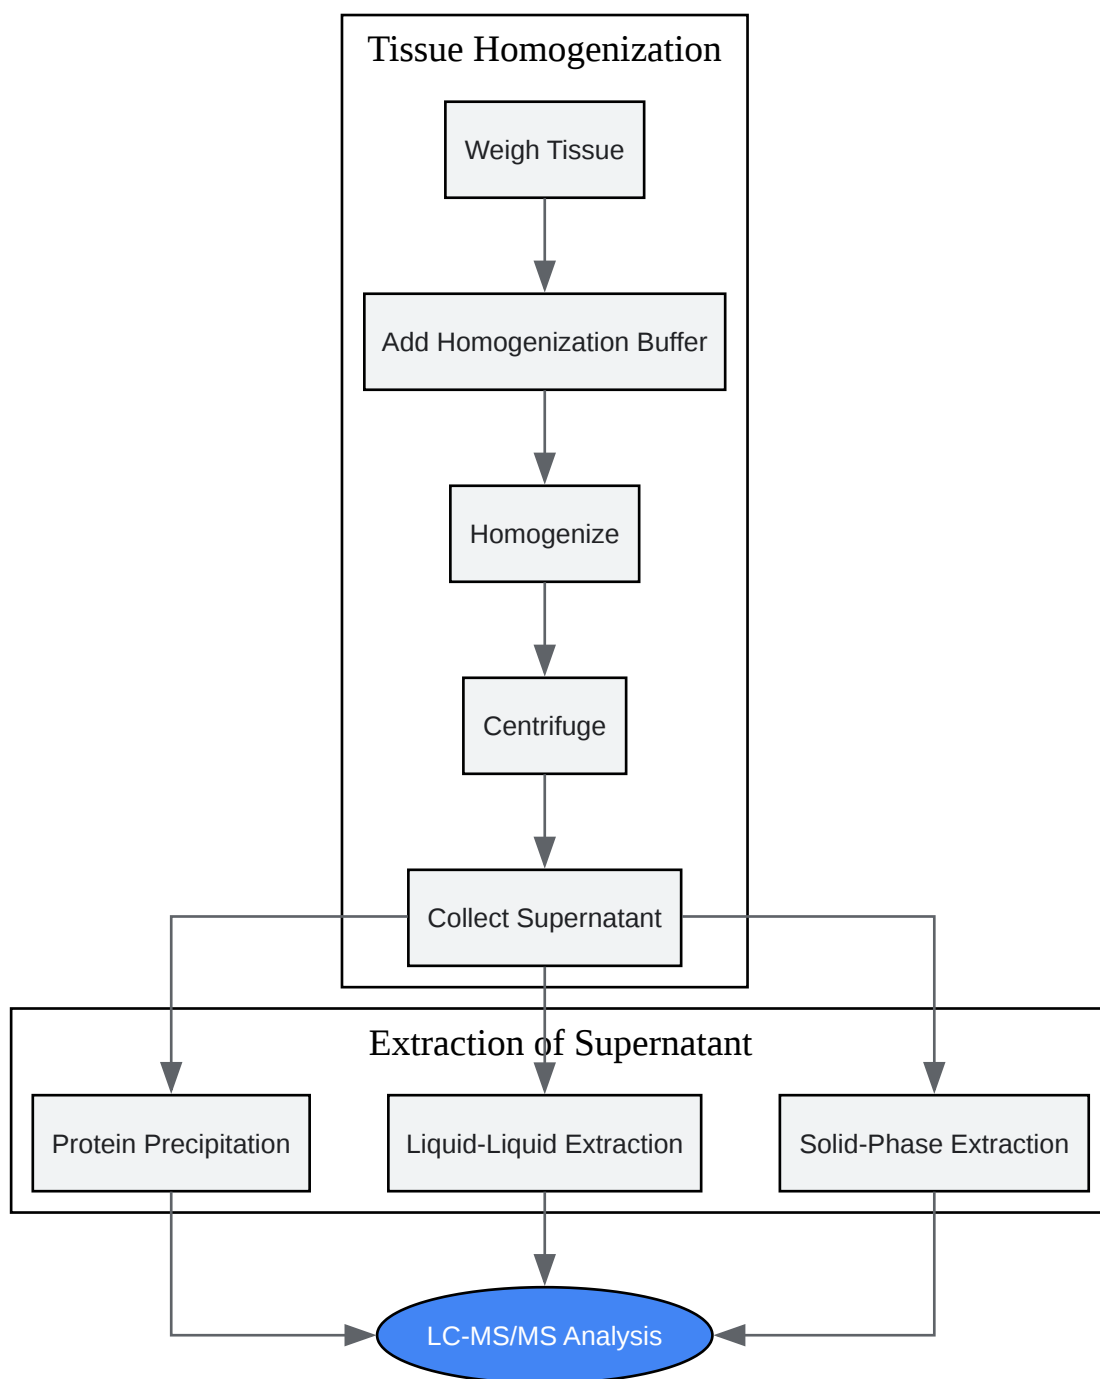 Tissue Homogenization
Weigh Tissue
Add Homogenization Buffer
Homogenize
Centrifuge
Collect Supernatant
Extraction of Supernatant
Protein Precipitation
Liquid-Liquid Extraction
Solid-Phase Extraction
LC-MS/MS Analysis